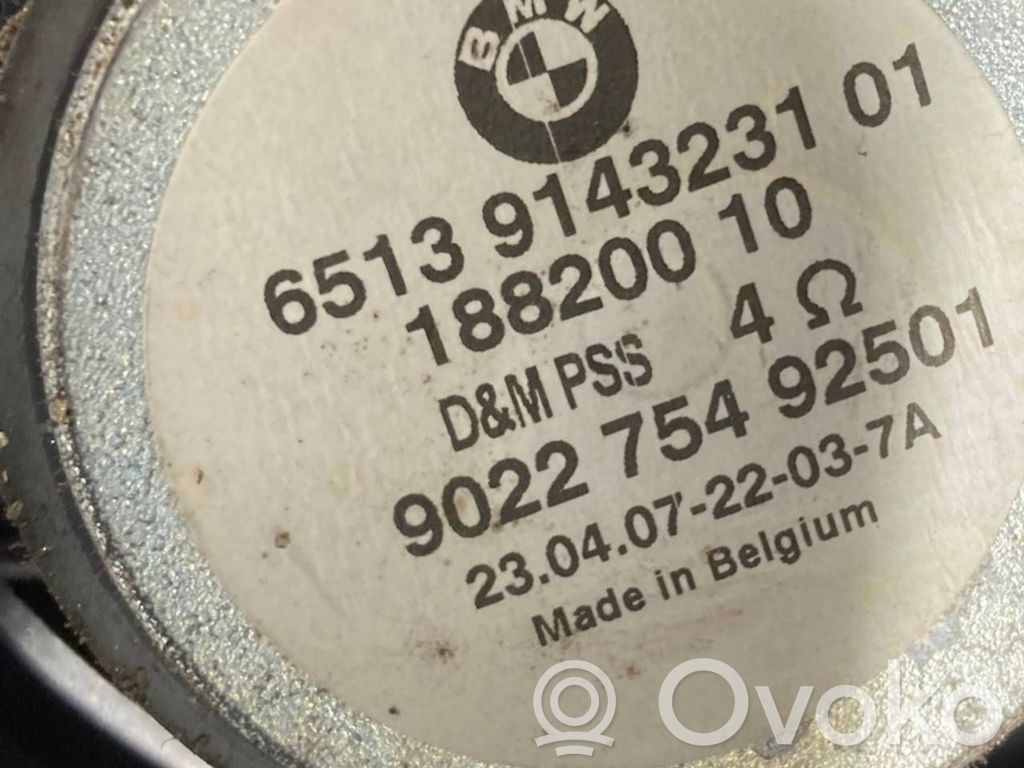 BMW
6513 9143231 01
188200 10
D&M PSS 4 Ω
9022 754 92501
23.04.07-22-03-7A
Made in Belgium
Ovoko